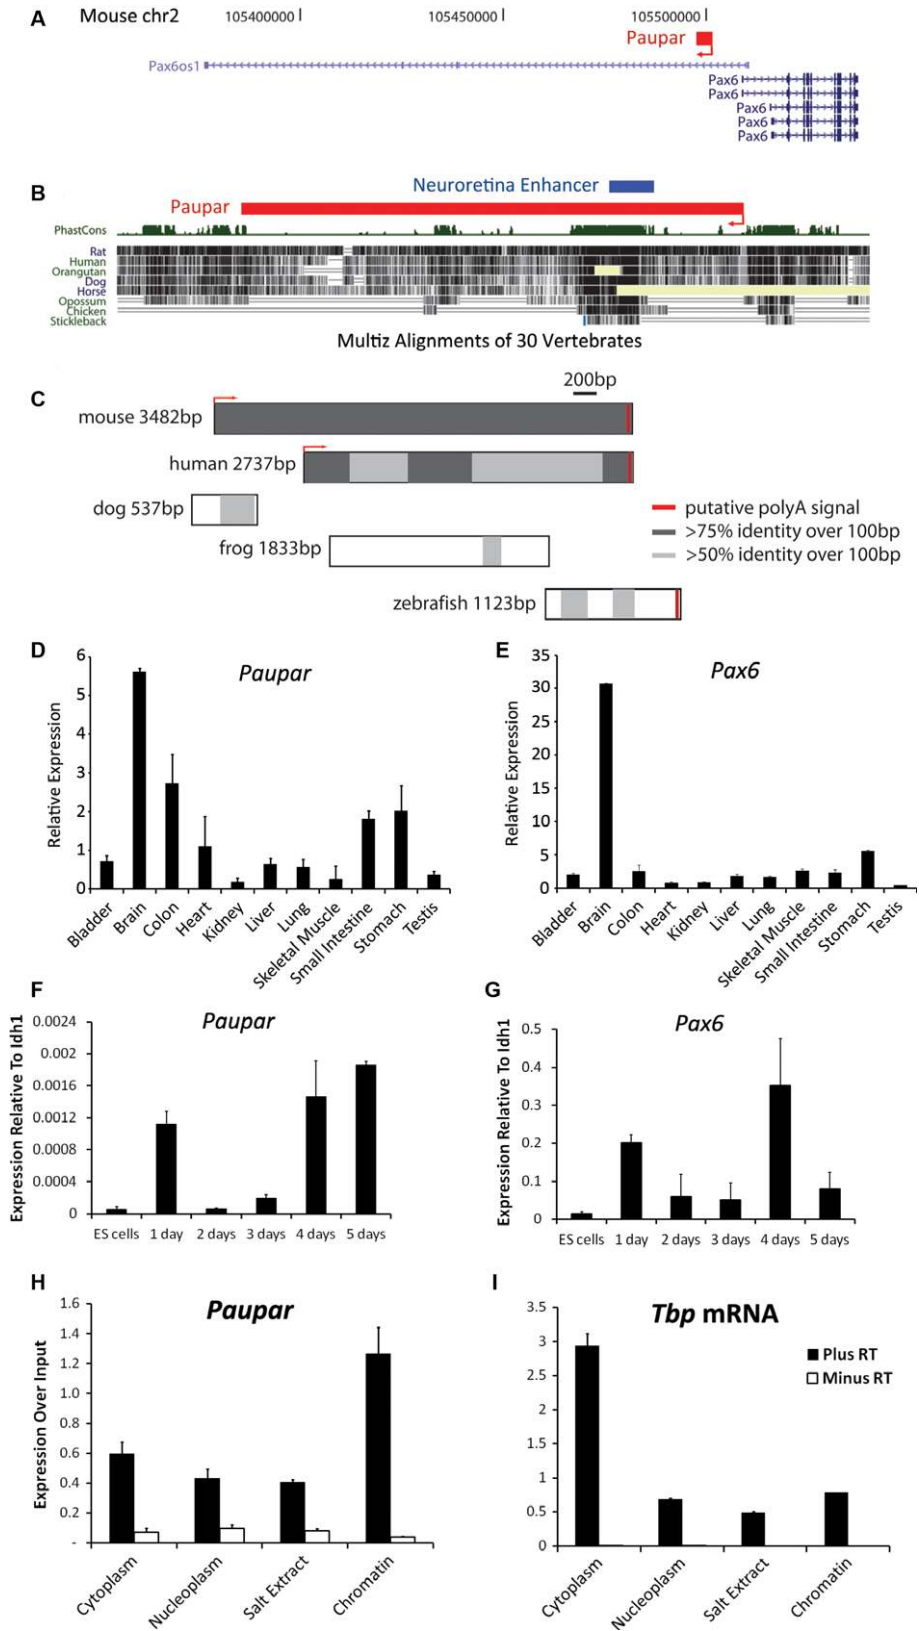 A Mouse chr2 105400000 105450000 105500000
Paupar
Pax6os1
Pax6
Pax6
Pax6
Pax6
Pax6
B
Neuroretina Enhancer
Paupar
PhastCons
Rat
Human
Orangutan
Dog
Horse
Opossum
Chicken
Stickleback
Multiz Alignments of 30 Vertebrates
C
200bp
mouse 3482bp
human 2737bp
dog 537bp
frog 1833bp
zebrafish 1123bp
putative polyA signal
>75% identity over 100bp
>50% identity over 100bp
D
Paupar
Relative Expression
6
5
4
3
2
1
0
Bladder
Brain
Colon
Heart
Kidney
Liver
Lung
Skeletal Muscle
Small Intestine
Stomach
Testis
E
Pax6
Relative Expression
35
30
25
20
15
10
5
0
Bladder
Brain
Colon
Heart
Kidney
Liver
Lung
Skeletal Muscle
Small Intestine
Stomach
Testis
F
Paupar
Expression Relative To Idh1
0.0024
0.002
0.0016
0.0012
0.0008
0.0004
0
ES cells 1 day 2 days 3 days 4 days 5 days
G
Pax6
Expression Relative To Idh1
0.5
0.4
0.3
0.2
0.1
0
ES cells 1 day 2 days 3 days 4 days 5 days
H
Paupar
Expression Over Input
1.6
1.4
1.2
1.0
0.8
0.6
0.4
0.2
-
Cytoplasm
Nucleoplasm
Salt Extract
Chromatin
I
Tbp mRNA
Plus RT
Minus RT
3.5
3
2.5
2
1.5
1
0.5
0
Cytoplasm
Nucleoplasm
Salt Extract
Chromatin